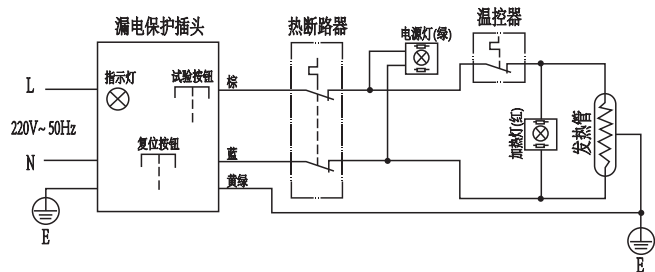 漏电保护插头
热断路器
电源灯(绿)
温控器
指示灯
试验按钮
L
棕
220V~ 50Hz
加热灯(红)
发热管
复位按钮
N
蓝
黄绿
E
E